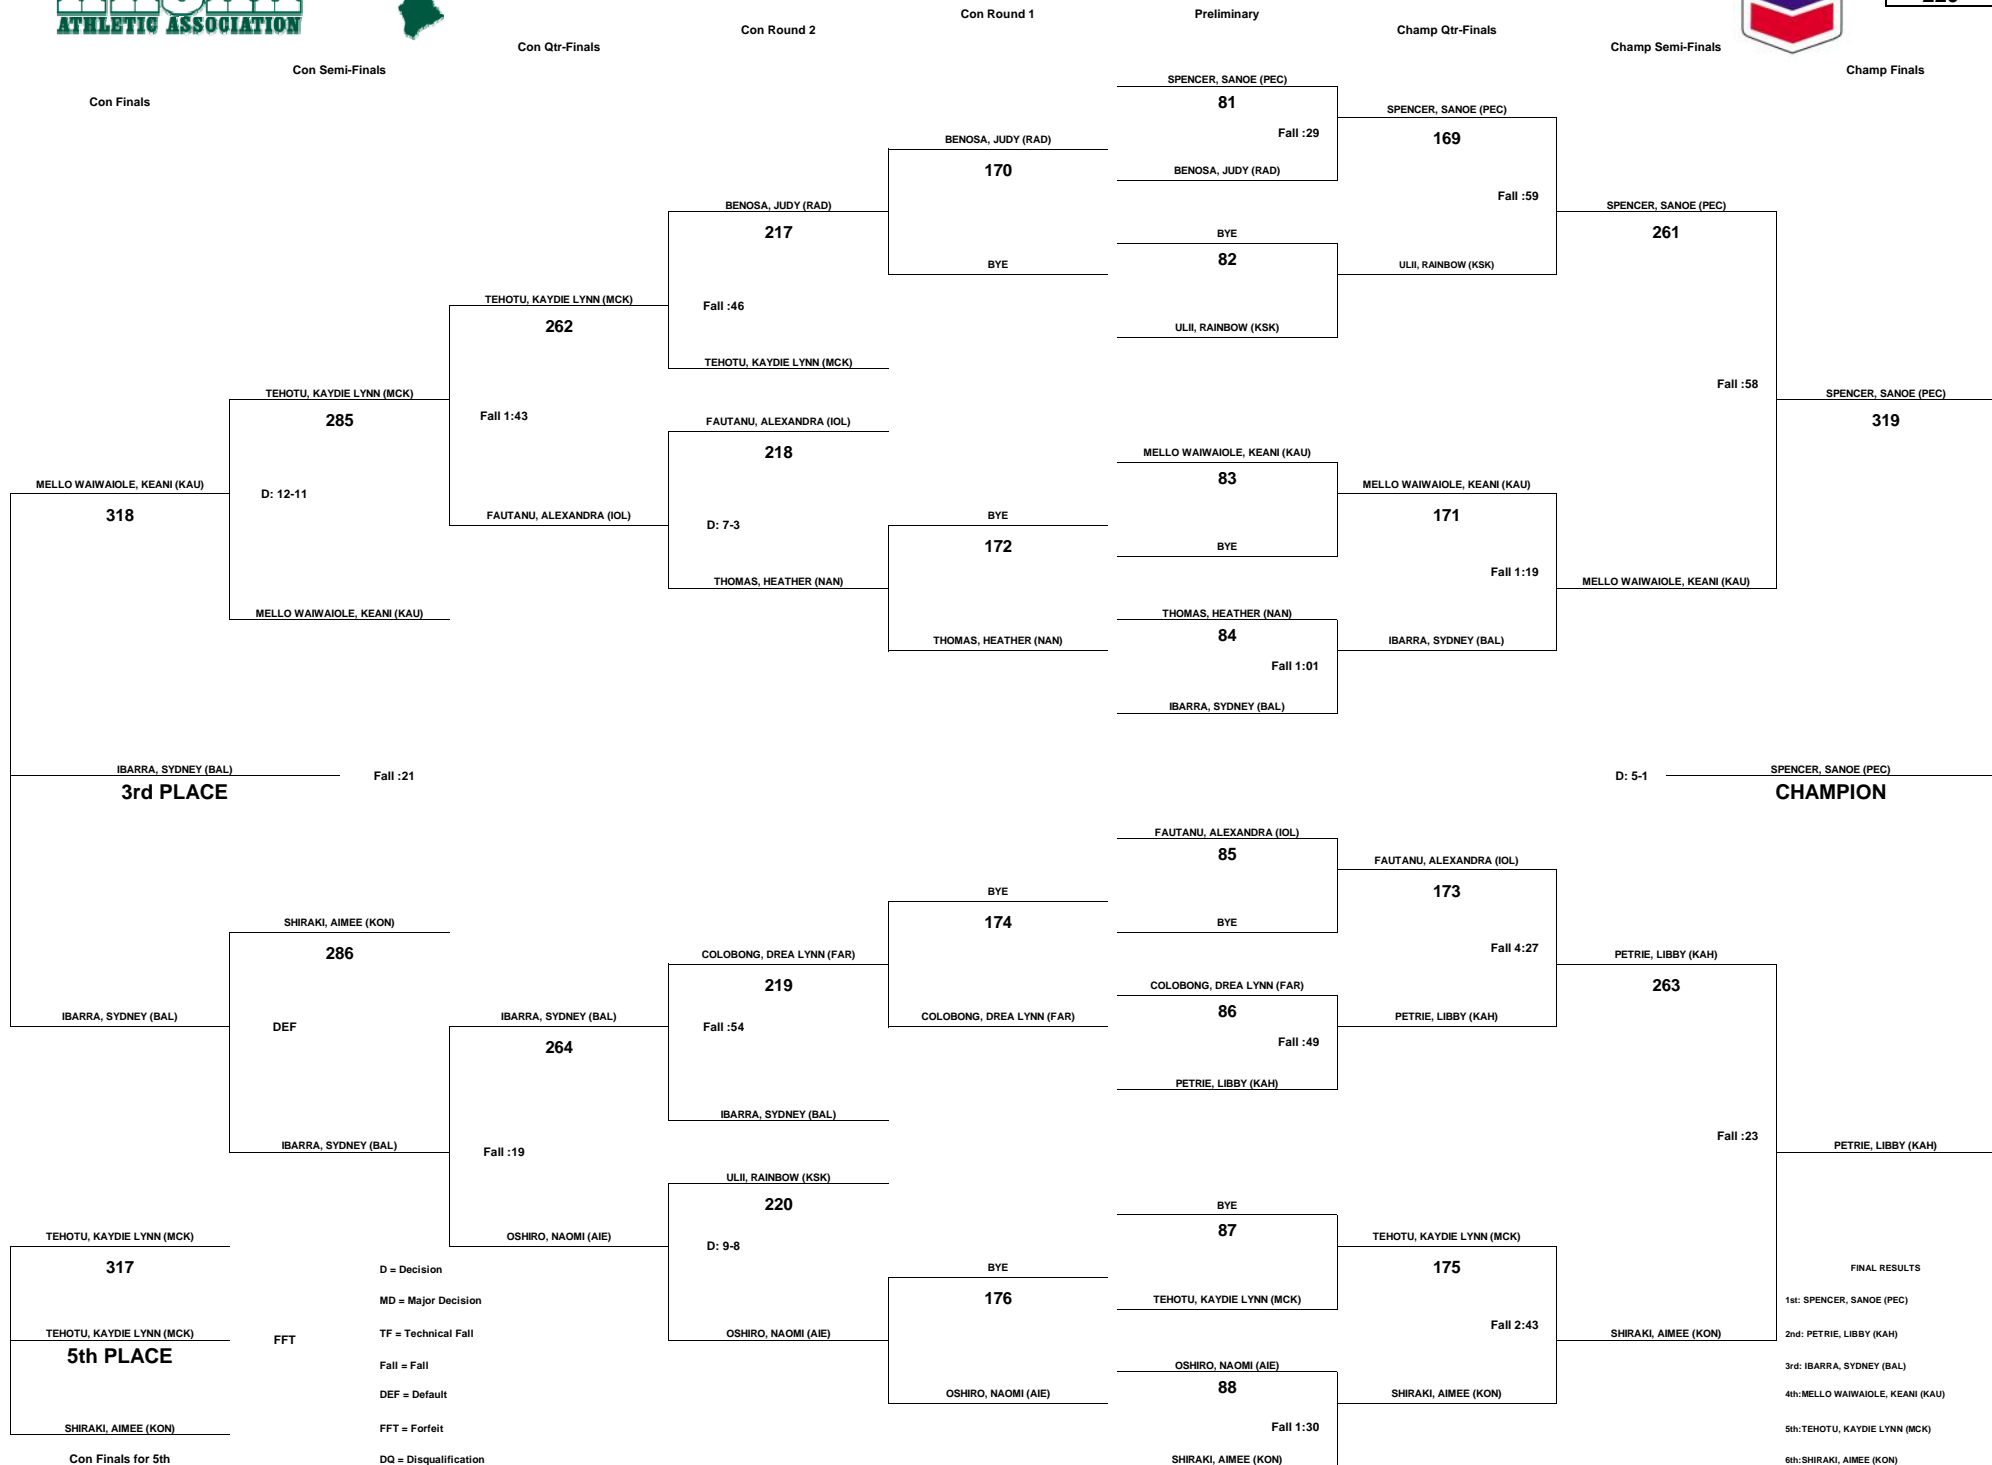 ATHLETIC ASSOCIATION
Con Finals
Con Semi-Finals
Con Qtr-Finals
Con Round 2
Con Round 1
Preliminary
Champ Qtr-Finals
Champ Semi-Finals
Champ Finals
SPENCER, SANOE (PEC)
81
SPENCER, SANOE (PEC)
Fall :29
169
BENOSA, JUDY (RAD)
170
BENOSA, JUDY (RAD)
Fall :59
BENOSA, JUDY (RAD)
SPENCER, SANOE (PEC)
217
BYE
261
82
BYE
ULII, RAINBOW (KSK)
TEHOTU, KAYDIE LYNN (MCK)
Fall :46
262
ULII, RAINBOW (KSK)
TEHOTU, KAYDIE LYNN (MCK)
Fall :58
TEHOTU, KAYDIE LYNN (MCK)
SPENCER, SANOE (PEC)
285
Fall 1:43
FAUTANU, ALEXANDRA (IOL)
319
218
MELLO WAIWAIOLE, KEANI (KAU)
83
MELLO WAIWAIOLE, KEANI (KAU)
D: 12-11
MELLO WAIWAIOLE, KEANI (KAU)
318
FAUTANU, ALEXANDRA (IOL)
D: 7-3
BYE
171
172
BYE
Fall 1:19
THOMAS, HEATHER (NAN)
MELLO WAIWAIOLE, KEANI (KAU)
MELLO WAIWAIOLE, KEANI (KAU)
THOMAS, HEATHER (NAN)
84
THOMAS, HEATHER (NAN)
IBARRA, SYDNEY (BAL)
Fall 1:01
IBARRA, SYDNEY (BAL)
IBARRA, SYDNEY (BAL)
Fall :21
3rd PLACE
D: 5-1
SPENCER, SANOE (PEC)
CHAMPION
FAUTANU, ALEXANDRA (IOL)
85
FAUTANU, ALEXANDRA (IOL)
BYE
173
174
BYE
SHIRAKI, AIMEE (KON)
286
COLOBONG, DREA LYNN (FAR)
Fall 4:27
PETRIE, LIBBY (KAH)
219
COLOBONG, DREA LYNN (FAR)
263
86
IBARRA, SYDNEY (BAL)
DEF
IBARRA, SYDNEY (BAL)
Fall :54
COLOBONG, DREA LYNN (FAR)
PETRIE, LIBBY (KAH)
264
Fall :49
PETRIE, LIBBY (KAH)
IBARRA, SYDNEY (BAL)
Fall :23
IBARRA, SYDNEY (BAL)
Fall :19
PETRIE, LIBBY (KAH)
ULII, RAINBOW (KSK)
220
BYE
87
TEHOTU, KAYDIE LYNN (MCK)
OSHIRO, NAOMI (AIE)
D: 9-8
TEHOTU, KAYDIE LYNN (MCK)
317
D = Decision
BYE
175
FINAL RESULTS
MD = Major Decision
176
TEHOTU, KAYDIE LYNN (MCK)
1st: SPENCER, SANOE (PEC)
Fall 2:43
TEHOTU, KAYDIE LYNN (MCK)
FFT
TF = Technical Fall
OSHIRO, NAOMI (AIE)
SHIRAKI, AIMEE (KON)
2nd: PETRIE, LIBBY (KAH)
5th PLACE
Fall = Fall
OSHIRO, NAOMI (AIE)
3rd: IBARRA, SYDNEY (BAL)
88
DEF = Default
OSHIRO, NAOMI (AIE)
SHIRAKI, AIMEE (KON)
4th:MELLO WAIWAIOLE, KEANI (KAU)
SHIRAKI, AIMEE (KON)
FFT = Forfeit
Fall 1:30
5th:TEHOTU, KAYDIE LYNN (MCK)
Con Finals for 5th
DQ = Disqualification
SHIRAKI, AIMEE (KON)
6th:SHIRAKI, AIMEE (KON)